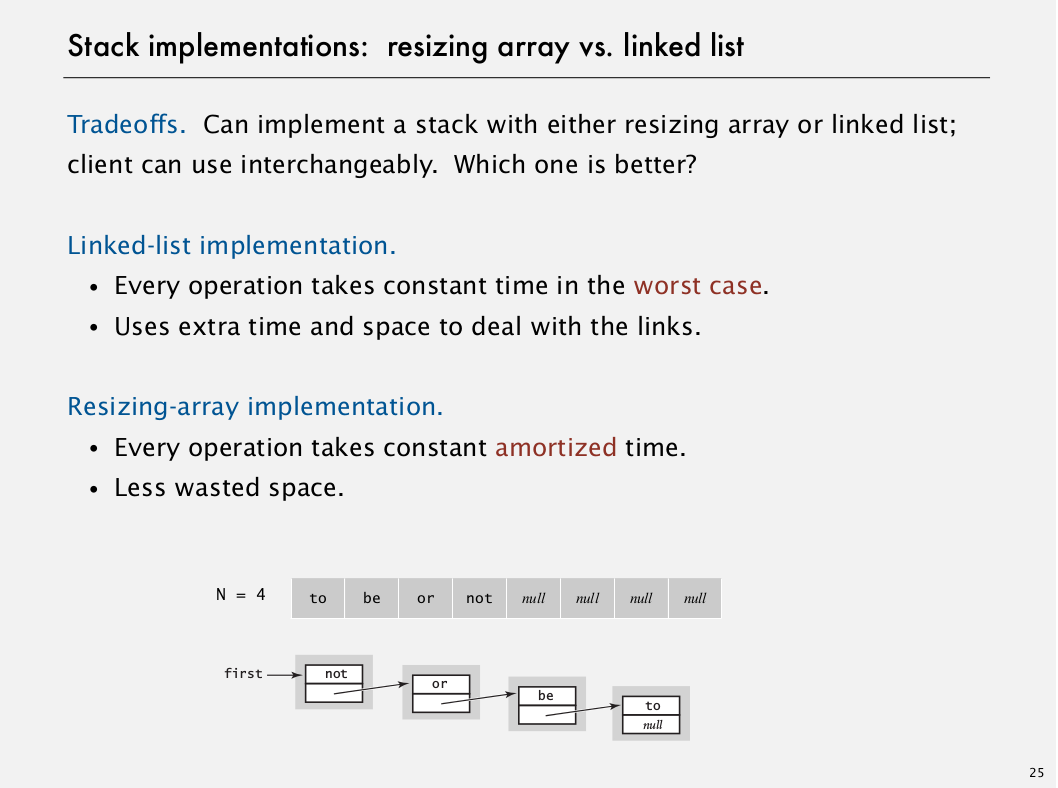 Stack implementations: resizing array vs. linked list
Tradeoffs. Can implement a stack with either resizing array or linked list;
client can use interchangeably. Which one is better?
Linked-list implementation.
• Every operation takes constant time in the worst case.
• Uses extra time and space to deal with the links.
Resizing-array implementation.
• Every operation takes constant amortized time.
• Less wasted space.
N = 4 to be or not null null null null
first not
or
be
to
null
25